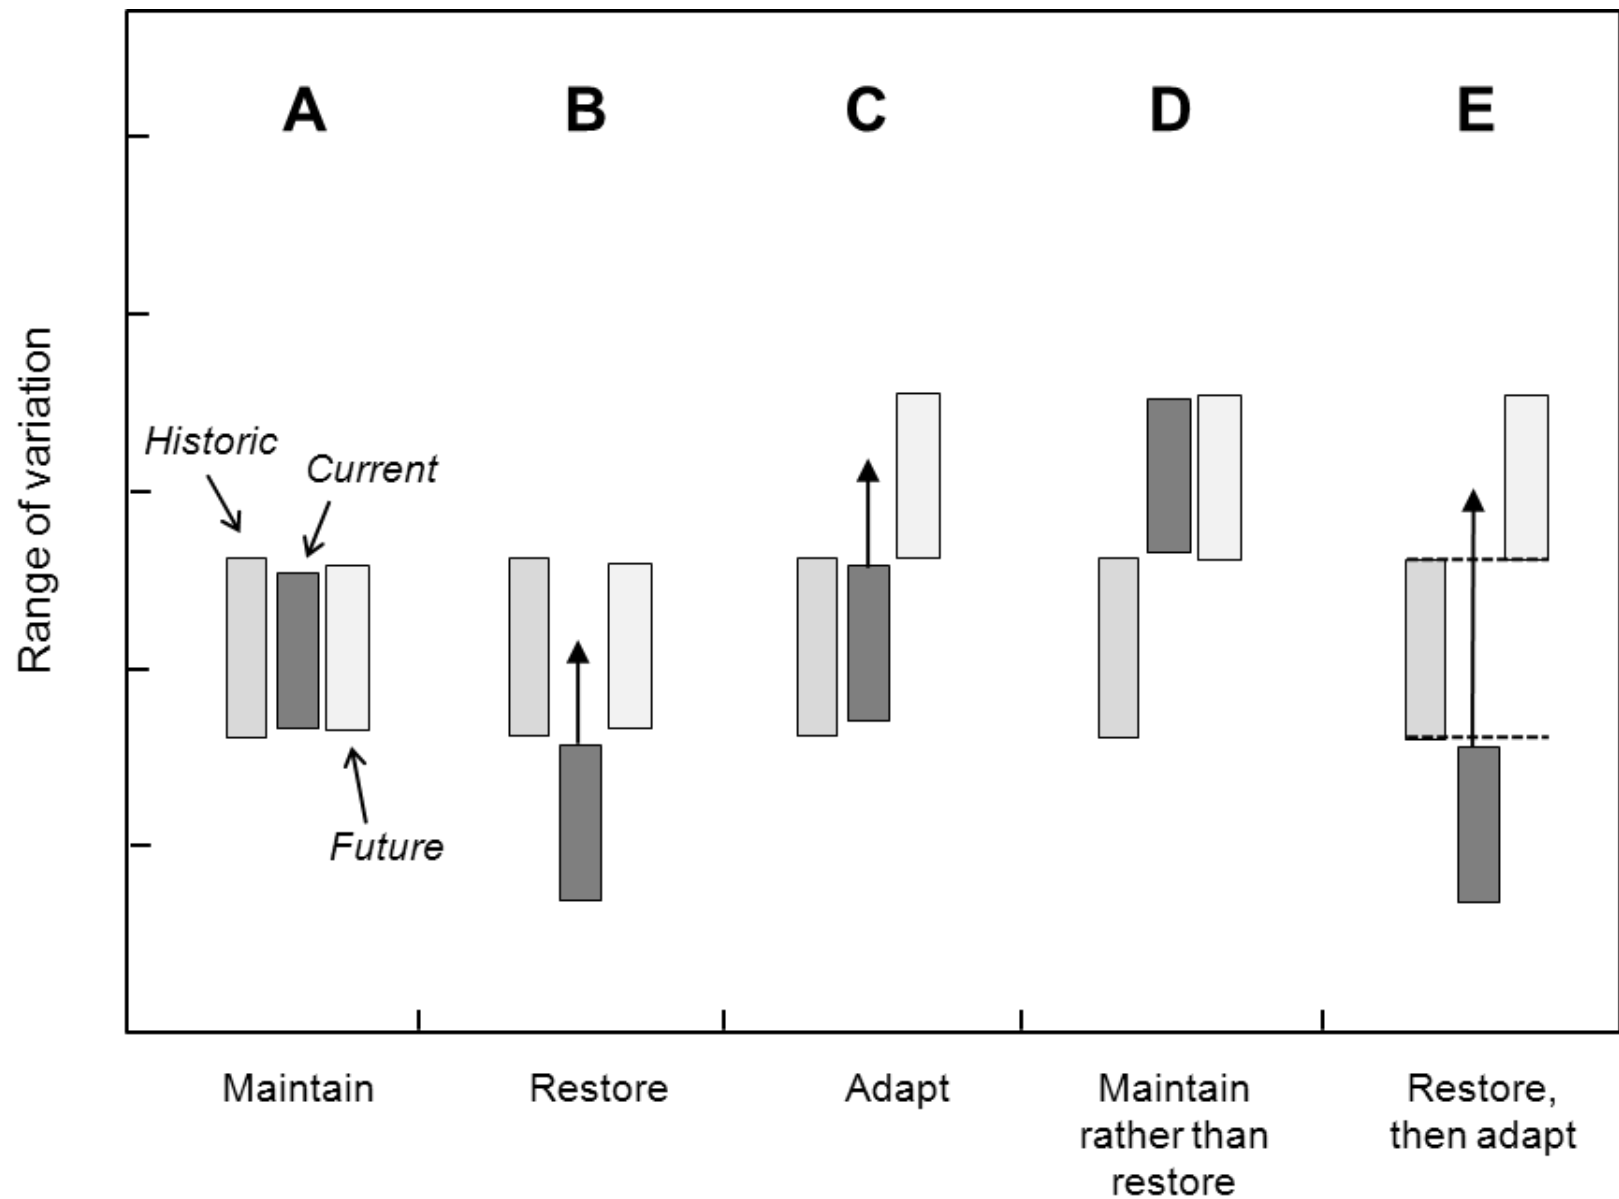 A
B
C
D
E
Range of variation
Historic
Current
Future
Maintain
Restore
Adapt
Maintain
rather than
restore
Restore,
then adapt